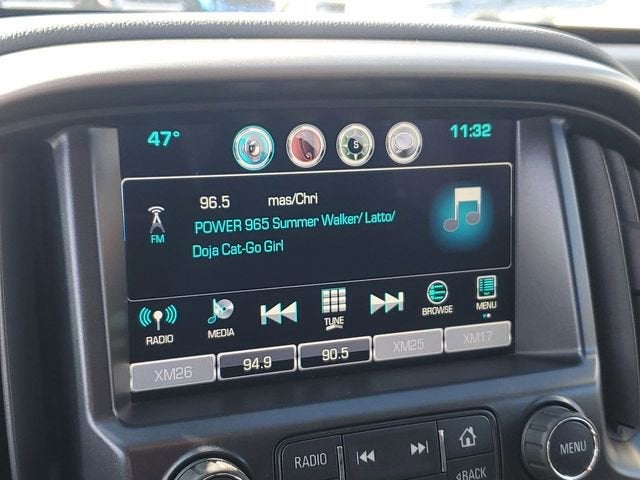 47° 11:32
S
96.5 mas/Chri
POWER 965 Summer Walker/ Latto/
Doja Cat-Go Girl
FM
RADIO MEDIA TUNE BROWSE MENU
XM26 94.9 90.5 XM25 XM17
RADIO MENU
BACK